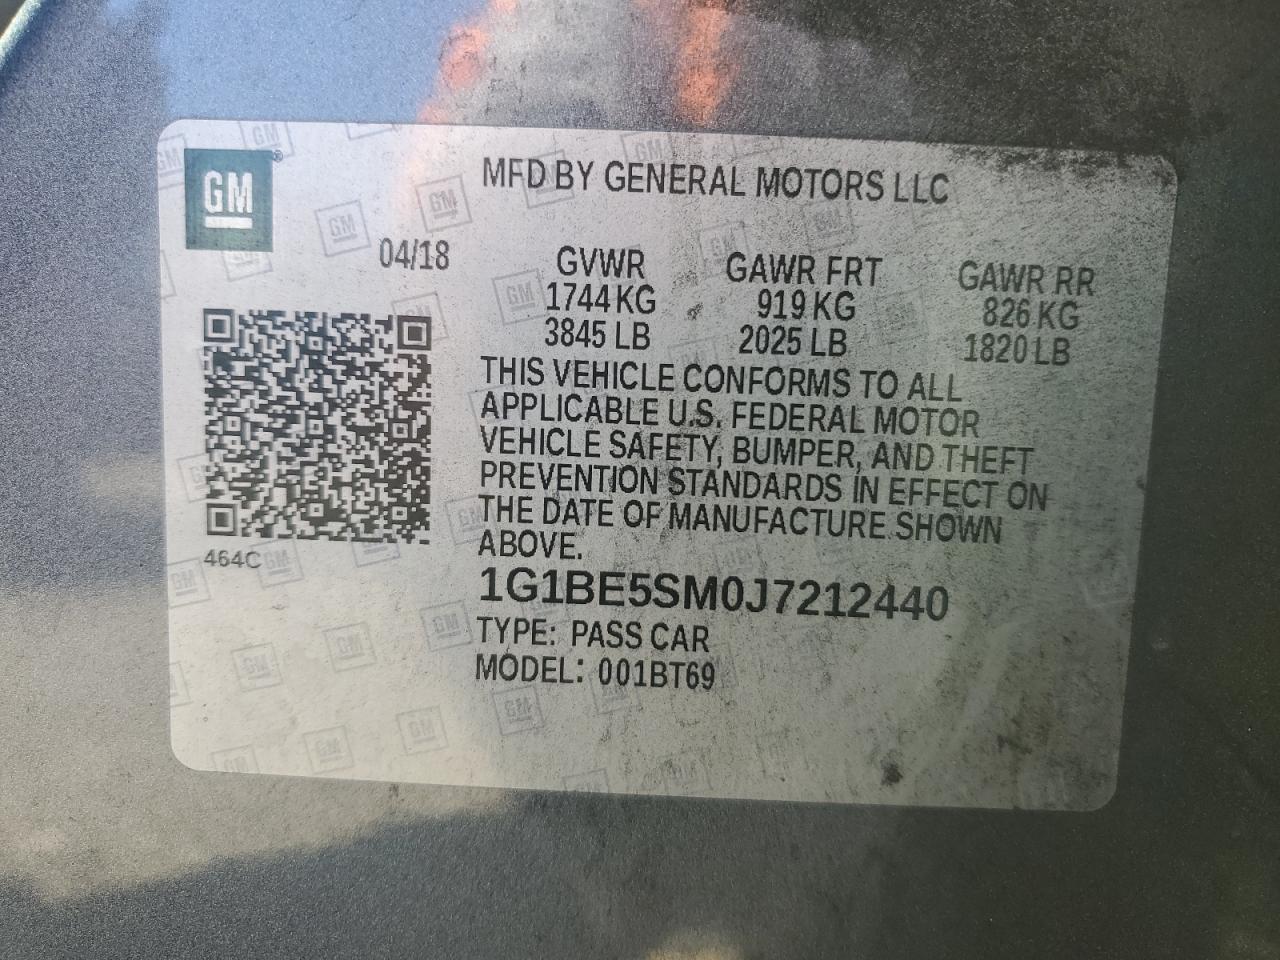 GM
MFD BY GENERAL MOTORS LLC
04/18
GVWR GAWR FRT GAWR RR
1744 KG 919 KG 826 KG
3845 LB 2025 LB 1820 LB
THIS VEHICLE CONFORMS TO ALL
APPLICABLE U.S. FEDERAL MOTOR
VEHICLE SAFETY, BUMPER, AND THEFT
PREVENTION STANDARDS IN EFFECT ON
THE DATE OF MANUFACTURE SHOWN
ABOVE.
464C
1G1BE5SM0J7212440
TYPE: PASS CAR
MODEL: 001BT69